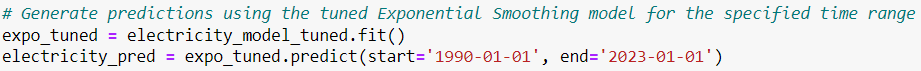 # Generate predictions using the tuned Exponential Smoothing model for the specified time range
expo_tuned = electricity_model_tuned.fit()
electricity_pred = expo_tuned.predict(start='1990-01-01', end='2023-01-01')